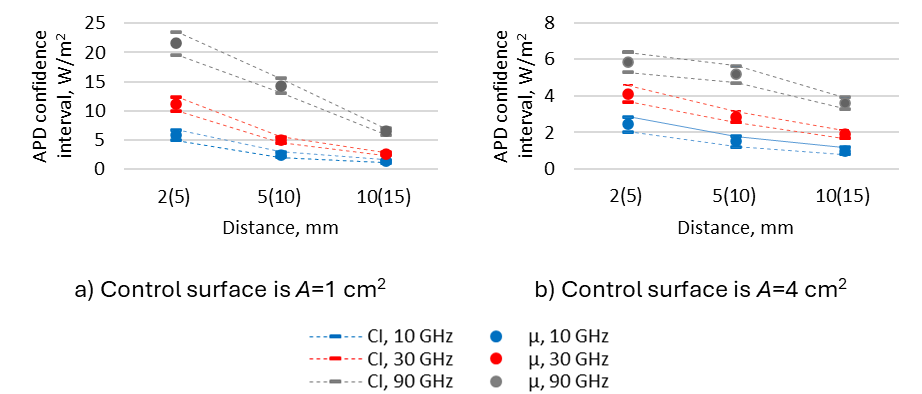 APD confidence
interval, W/m²
25
20
15
10
5
0
2(5)
5(10)
10(15)
Distance, mm
a) Control surface is A=1 cm²
APD confidence
interval, W/m²
8
6
4
2
0
2(5)
5(10)
10(15)
Distance, mm
b) Control surface is A=4 cm²
CI, 10 GHz
μ, 10 GHz
CI, 30 GHz
μ, 30 GHz
CI, 90 GHz
μ, 90 GHz